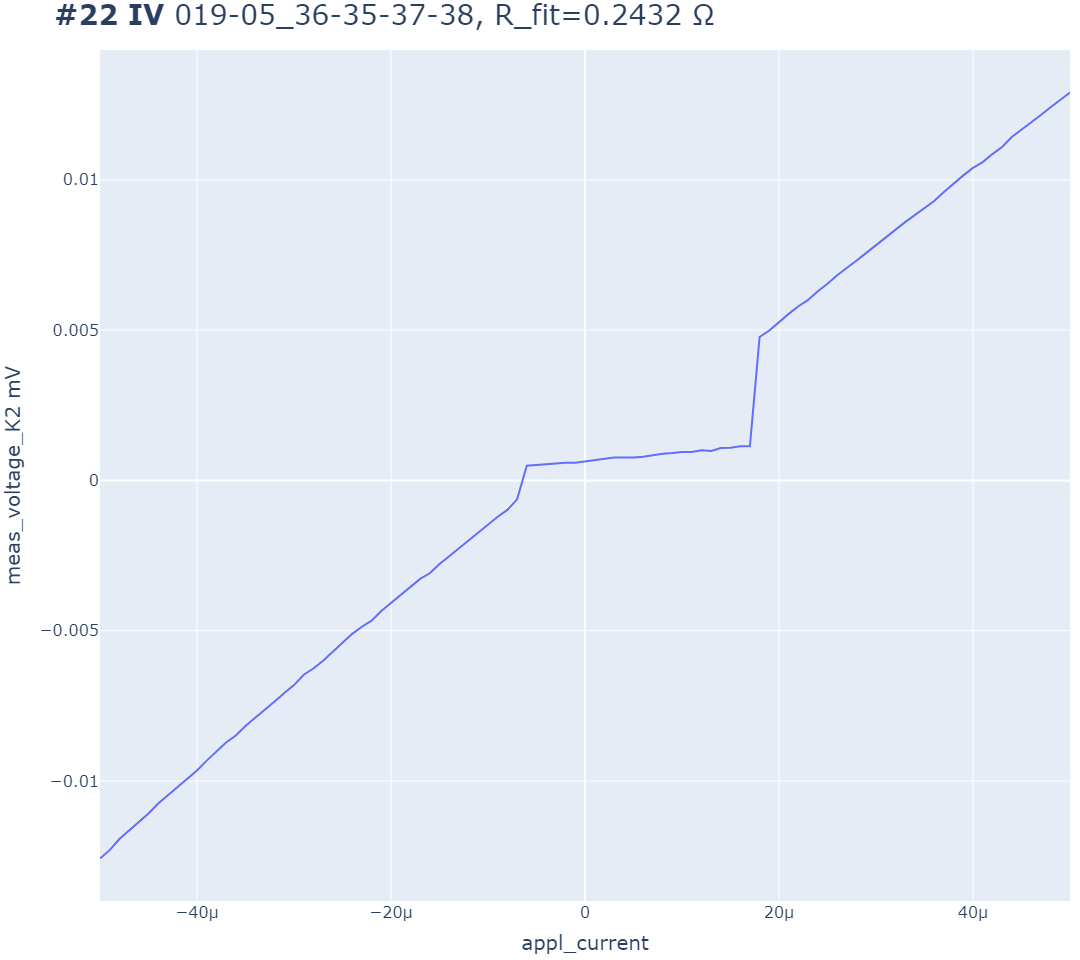 #22 IV 019-05_36-35-37-38, R_fit=0.2432 Ω
meas_voltage_K2 mV
0.01
0.005
0
−0.005
−0.01
−40μ
−20μ
0
20μ
40μ
appl_current